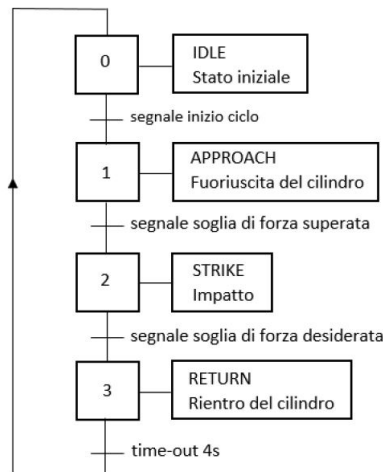 0
IDLE
Stato iniziale
segnale inizio ciclo
1
APPROACH
Fuoriuscita del cilindro
segnale soglia di forza superata
2
STRIKE
Impatto
segnale soglia di forza desiderata
3
RETURN
Rientro del cilindro
time-out 4s